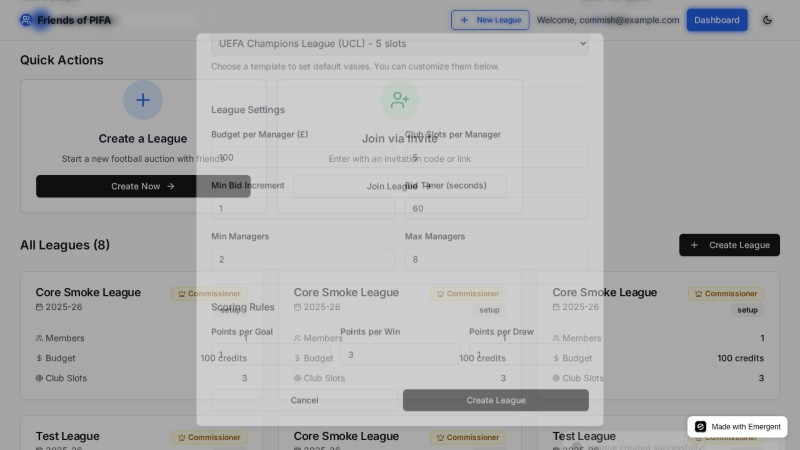 Friends of PIFA
New League
Welcome, commish@example.com
Dashboard
UEFA Champions League (UCL) - 5 slots
Choose a template to set default values. You can customize them below.
Quick Actions
Create a League
Start a new football auction with friends
Create Now
Join via Invite
Enter with an invitation code or link
Join League
League Settings
Budget per Manager (£)
Club Slots per Manager
100
5
Min Bid Increment
Bid Timer (seconds)
1
60
Min Managers
Max Managers
2
8
All Leagues (8)
Create League
Core Smoke League
Commissioner
2025-26
setup
Members
1
Budget
100 credits
Club Slots
3
Core Smoke League
Commissioner
2025-26
setup
Members
1
Budget
100 credits
Club Slots
3
Core Smoke League
Commissioner
2025-26
setup
Members
1
Budget
100 credits
Club Slots
3
Scoring Rules
Points per Goal
Points per Win
Points per Draw
1
3
1
Cancel
Create League
Test League
Commissioner
2025-26
Core Smoke League
Commissioner
2025-26
Test League
Commissioner
2025-26
created successfully
Made with Emergent